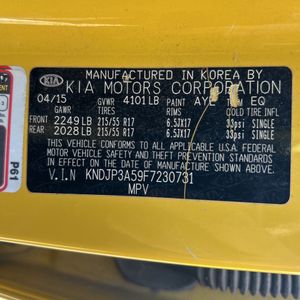 MANUFACTURED IN KOREA BY
KIA KIA MOTORS CORPORATION
04/15 GVWR 4101 LB PAINT AYE TRIM EQ
GAWR TIRES RIMS COLD TIRE INFL
FRONT 2249 LB 215/55 R17 6.5JX17 33psi SINGLE
REAR 2028 LB 215/55 R17 6.5JX17 33psi SINGLE
THIS VEHICLE CONFORMS TO ALL APPLICABLE U.S.A FEDERAL
MOTOR VEHICLE SAFETY AND THEFT PREVENTION STANDARDS
IN EFFECT ON THE DATE OF MANUFACTURE SHOWN ABOVE.
V.I.N KNDJP3A59F7230731
MPV
P61